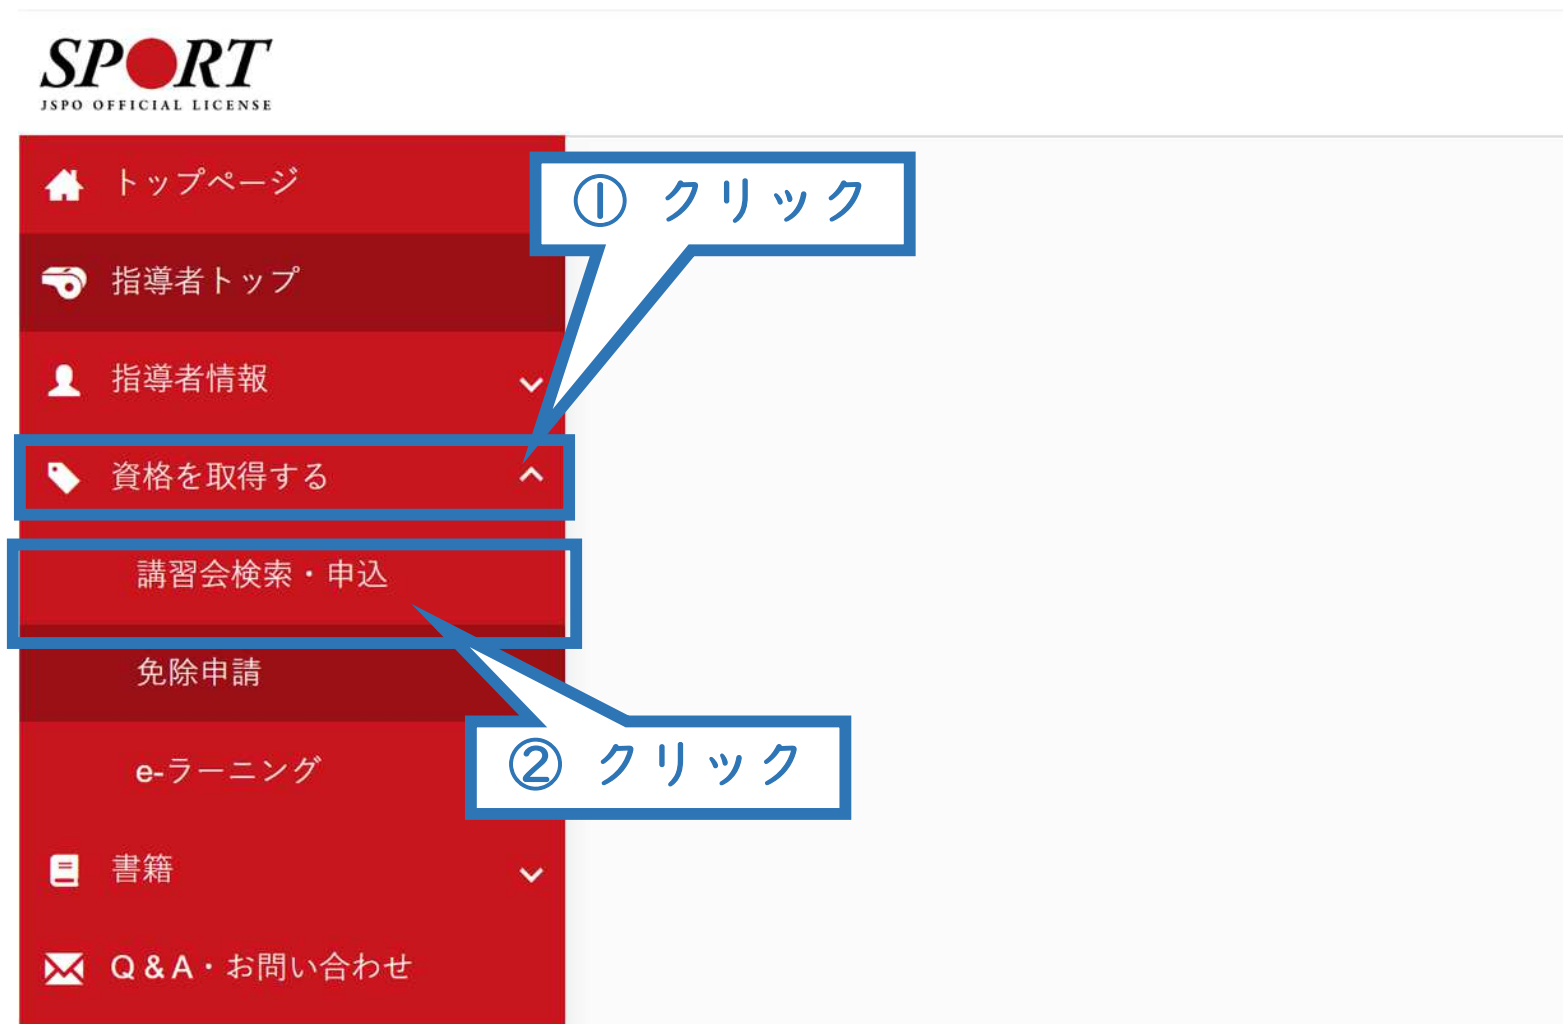 SPORT
JSPO OFFICIAL LICENSE
トップページ
① クリック
指導者トップ
指導者情報
資格を取得する
講習会検索・申込
免除申請
② クリック
e-ラーニング
書籍
Q & A・お問い合わせ